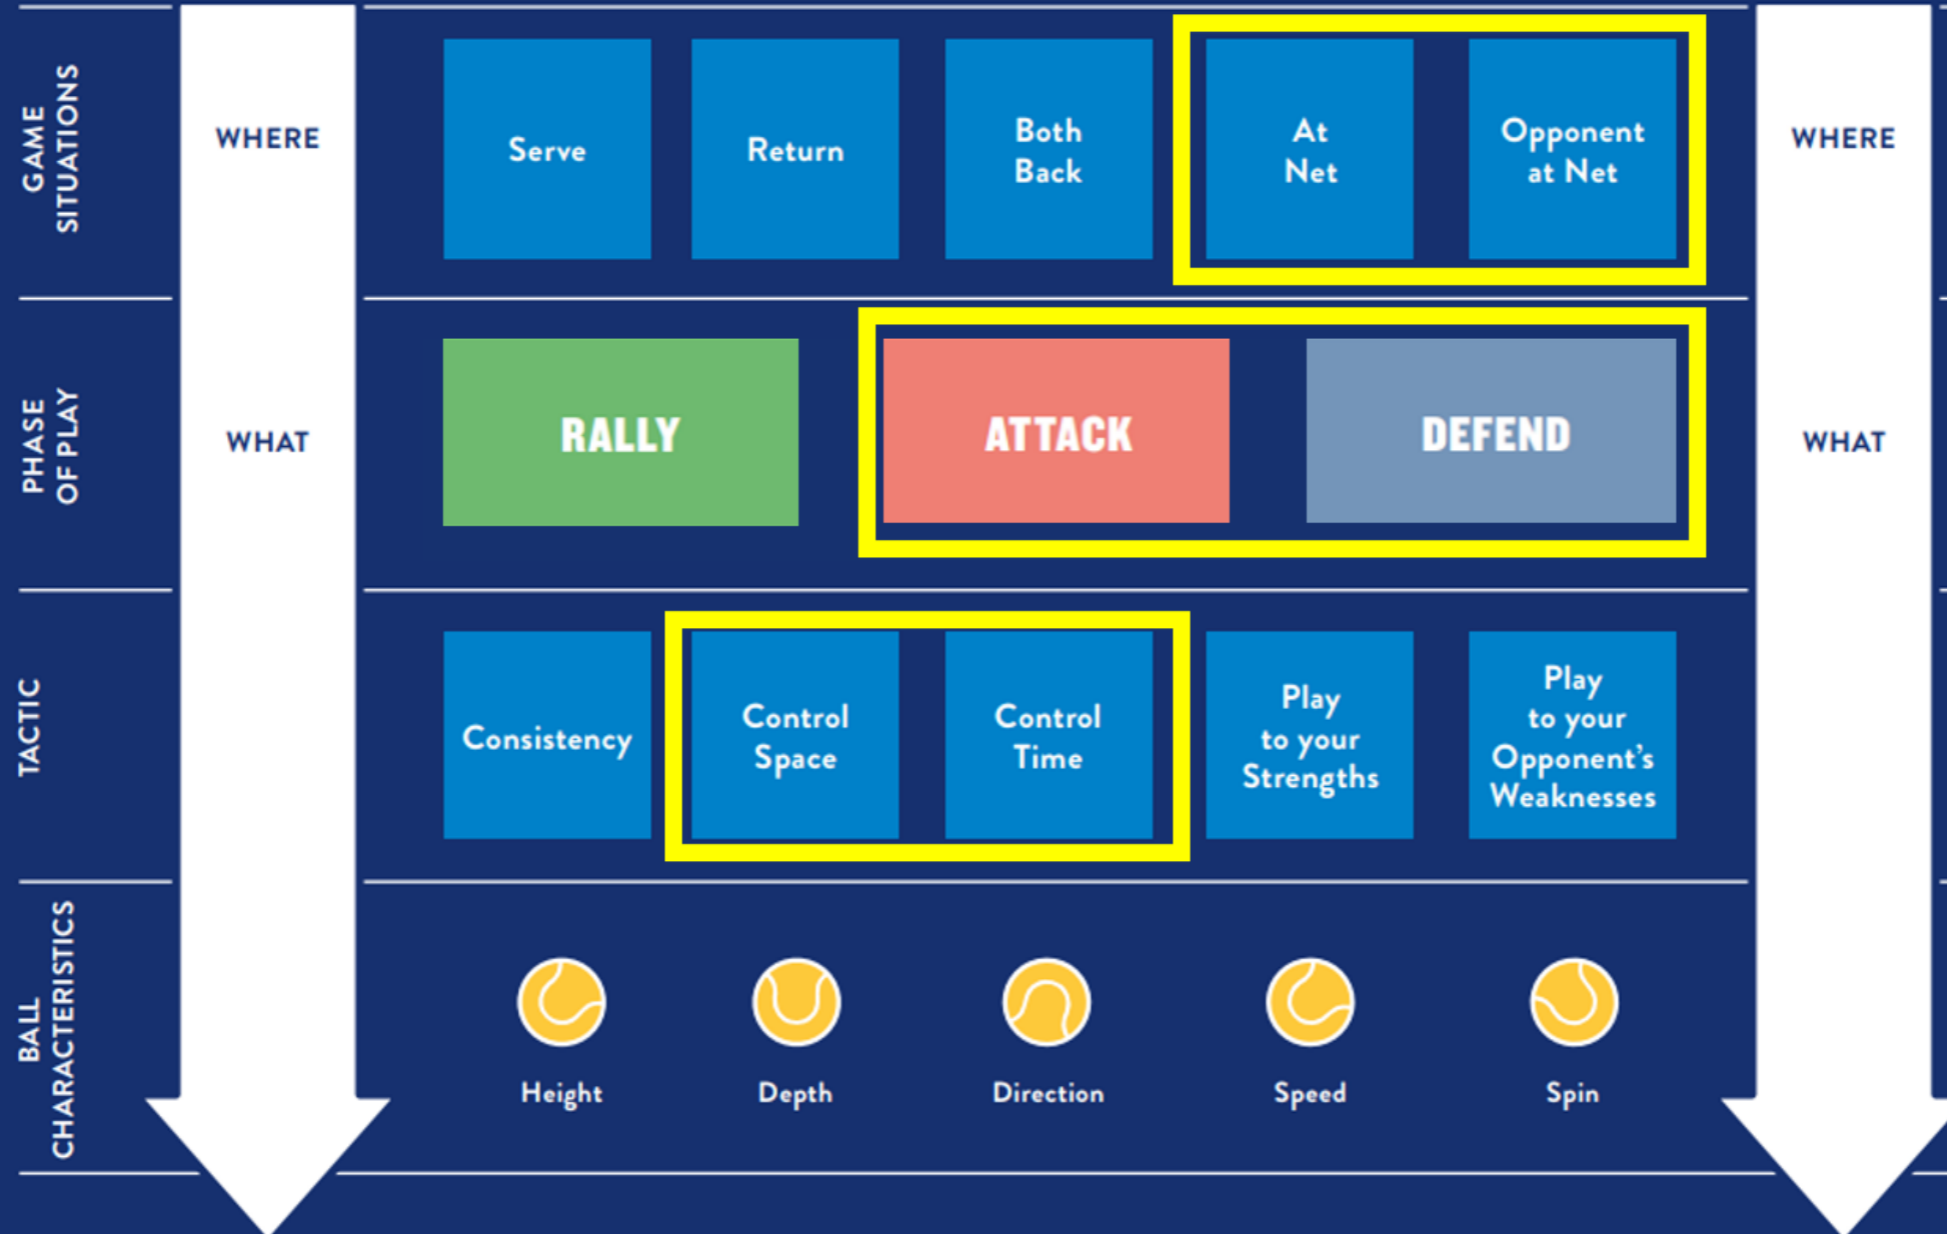 GAME
SITUATIONS
WHERE
Serve
Return
Both
Back
At
Net
Opponent
at Net
WHERE
PHASE
OF PLAY
WHAT
RALLY
ATTACK
DEFEND
WHAT
TACTIC
Consistency
Control
Space
Control
Time
Play
to your
Strengths
Play
to your
Opponent's
Weaknesses
BALL
CHARACTERISTICS
Height
Depth
Direction
Speed
Spin